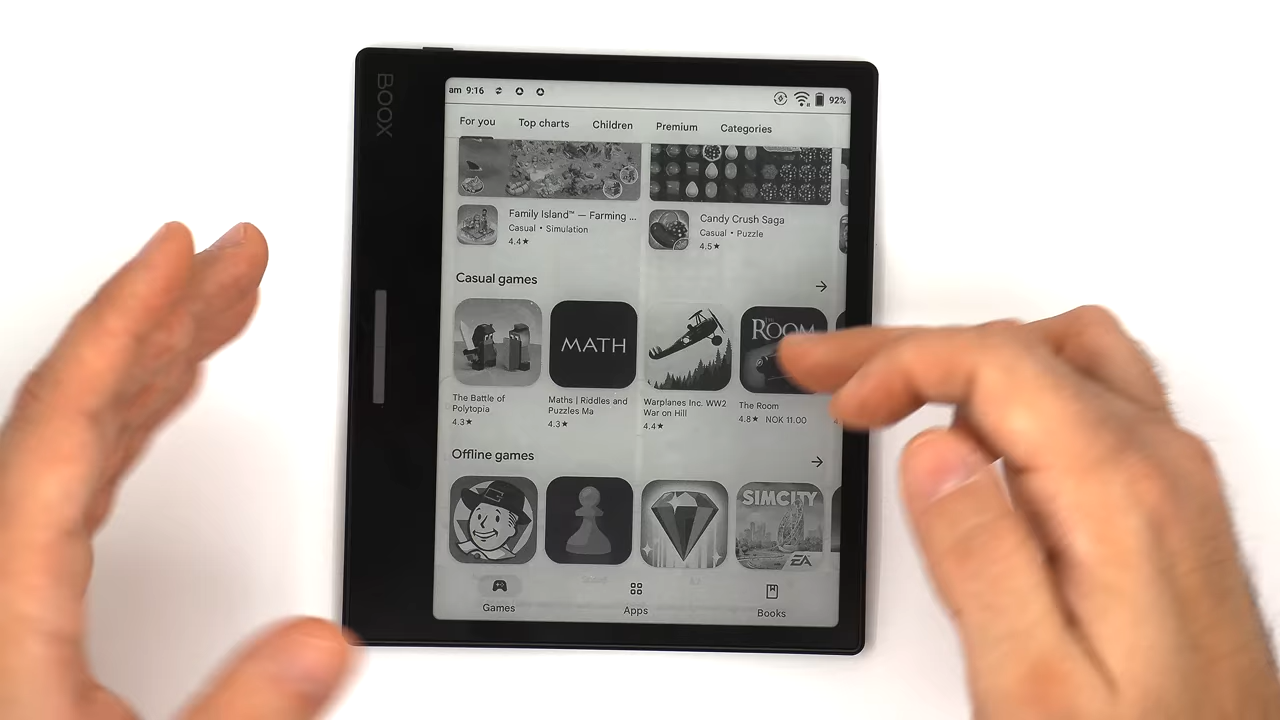 BOOX
am 9:16
92%
For you Top charts Children Premium Categories
Family Island™ — Farming ...
Casual • Simulation
4.4★
Candy Crush Saga
Casual • Puzzle
4.5★
Casual games
MATH
THE ROOM
The Battle of
Polytopia
4.3★
Maths | Riddles and
Puzzles Ma
4.3★
Warplanes Inc. WW2
War on Hill
4.4★
The Room
4.8★ NOK 11.00
Offline games
SIMCITY
EA
Games
Apps
Books